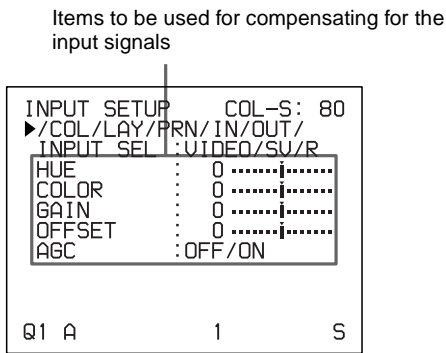 Items to be used for compensating for the
input signals
INPUT SETUP COL–S: 80
▶/COL/LAY/PRN/IN/OUT/
INPUT SEL :VIDEO/SV/R
HUE : 0
COLOR : 0
GAIN : 0
OFFSET : 0
AGC :OFF/ON
Q1 A 1 S